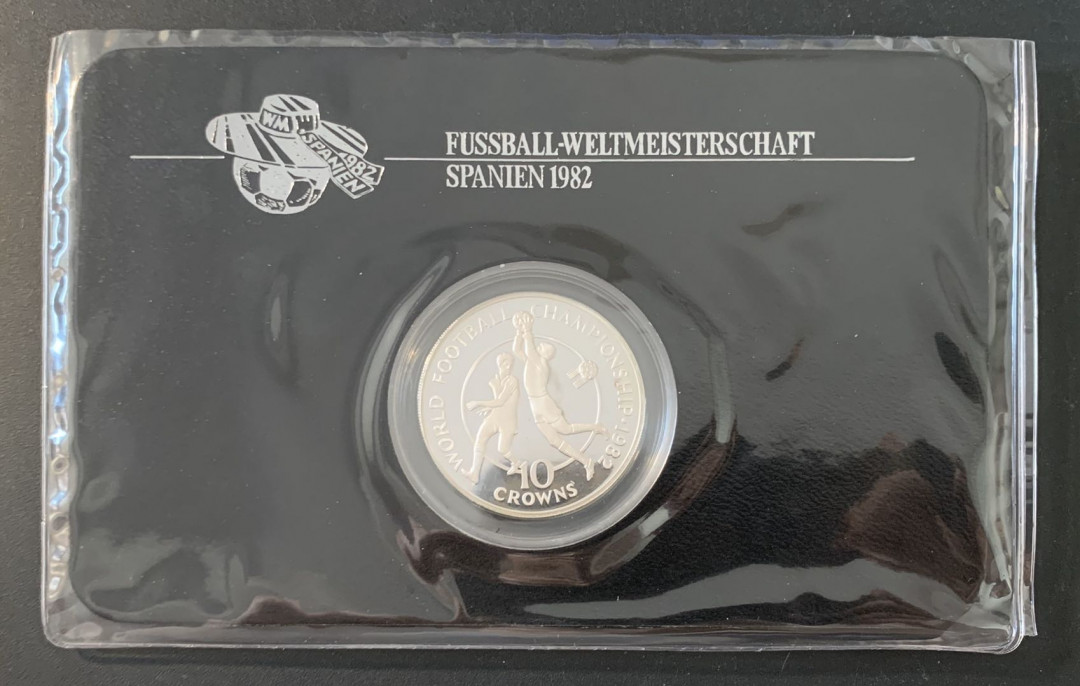 WM
SPANIEN
1982
FUSSBALL-WELTMEISTERSCHAFT
SPANIEN 1982
WORLD FOOTBALL CHAMPIONSHIP · 1982
10
CROWNS